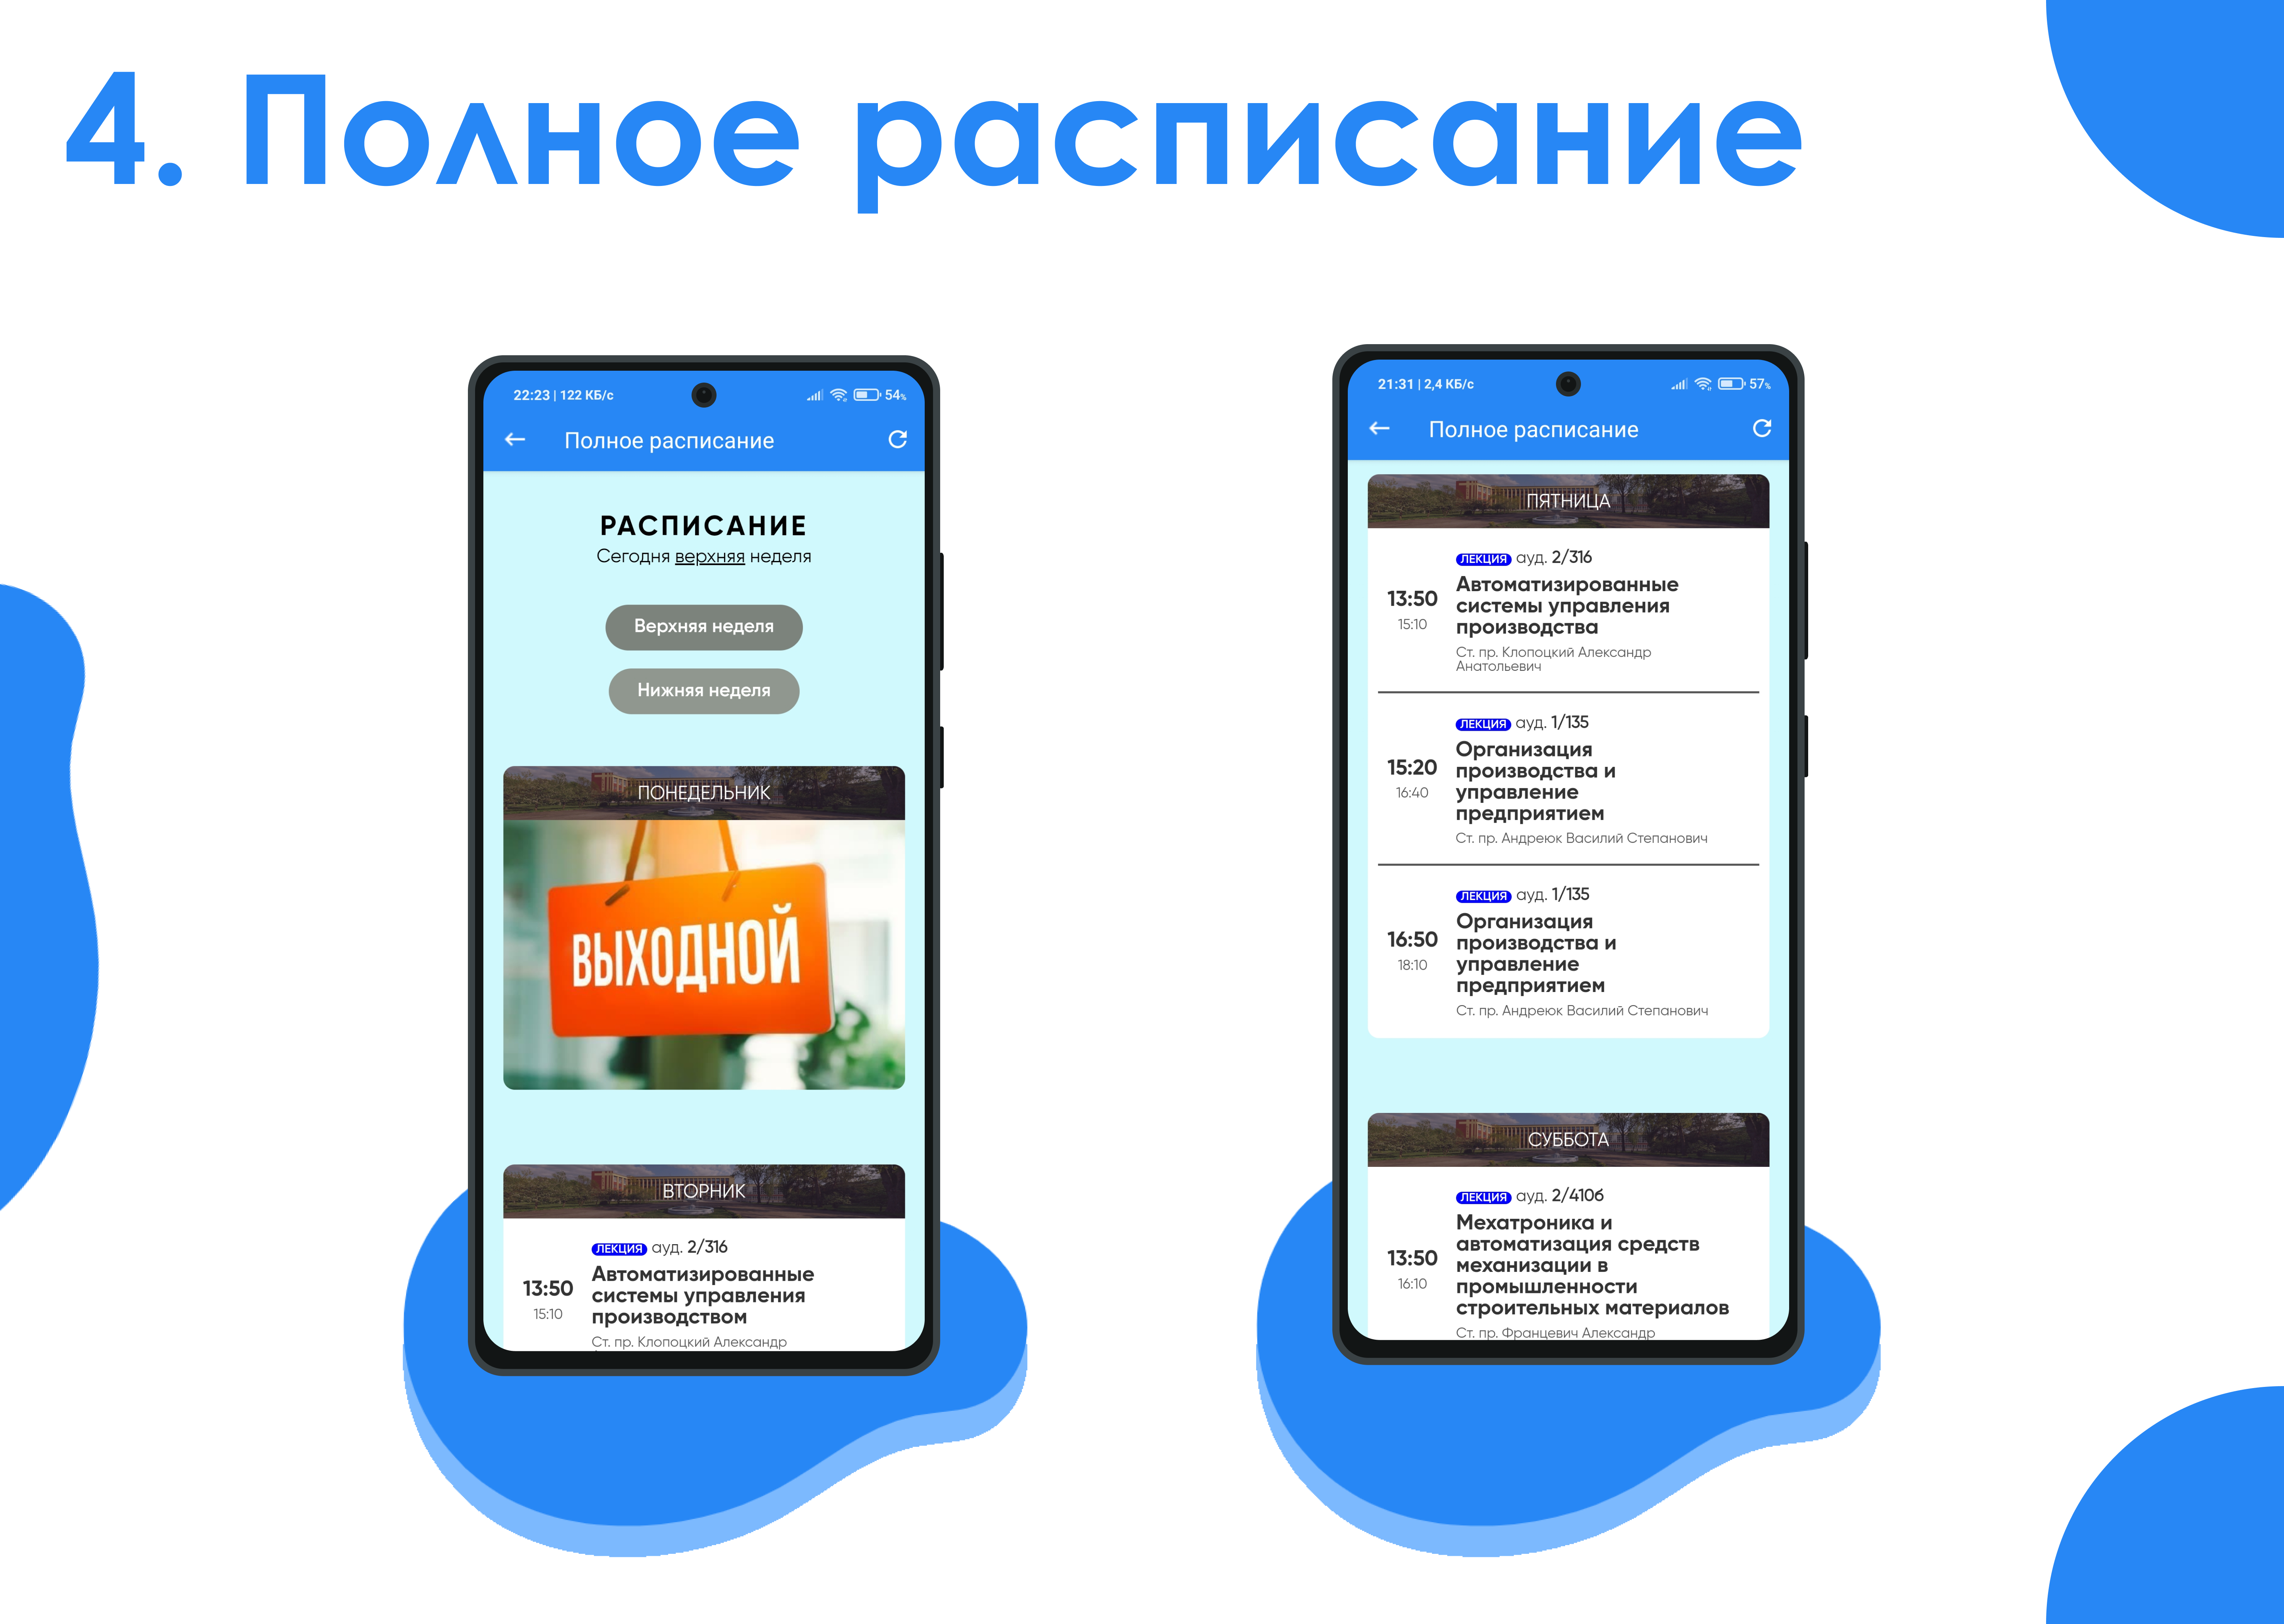 4. Полное расписание
22:23 | 122 КБ/с
54%
Полное расписание
РАСПИСАНИЕ
Сегодня верхняя неделя
Верхняя неделя
Нижняя неделя
ПОНЕДЕЛЬНИК
ВЫХОДНОЙ
ВТОРНИК
ЛЕКЦИЯ ауд. 2/316
13:50
15:10
Автоматизированные
системы управления
производством
Ст. пр. Клопоцкий Александр
21:31 | 2,4 КБ/с
57%
Полное расписание
ПЯТНИЦА
ЛЕКЦИЯ ауд. 2/316
13:50
15:10
Автоматизированные
системы управления
производства
Ст. пр. Клопоцкий Александр
Анатольевич
ЛЕКЦИЯ ауд. 1/135
15:20
16:40
Организация
производства и
управление
предприятием
Ст. пр. Андреюк Василий Степанович
ЛЕКЦИЯ ауд. 1/135
16:50
18:10
Организация
производства и
управление
предприятием
Ст. пр. Андреюк Василий Степанович
СУББОТА
ЛЕКЦИЯ ауд. 2/410б
13:50
16:10
Мехатроника и
автоматизация средств
механизации в
промышленности
строительных материалов
Ст. пр. Францевич Александр